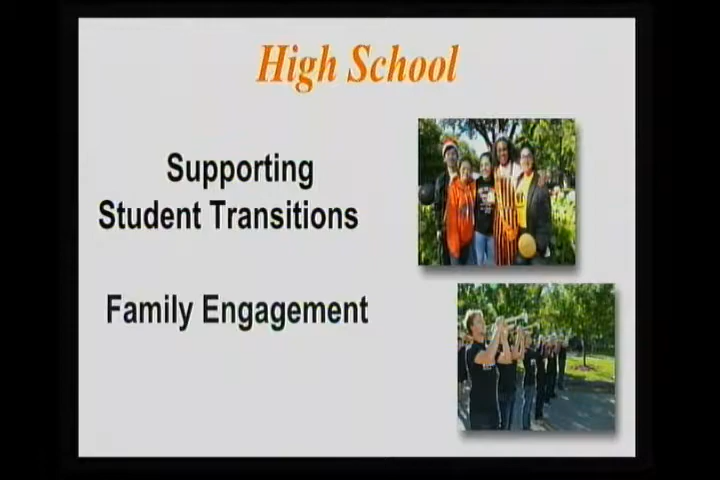 High School
Supporting
Student Transitions
Family Engagement